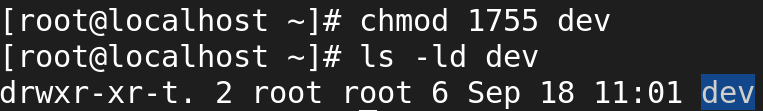 [root@localhost ~]# chmod 1755 dev
[root@localhost ~]# ls -ld dev
drwxr-xr-t. 2 root root 6 Sep 18 11:01 dev